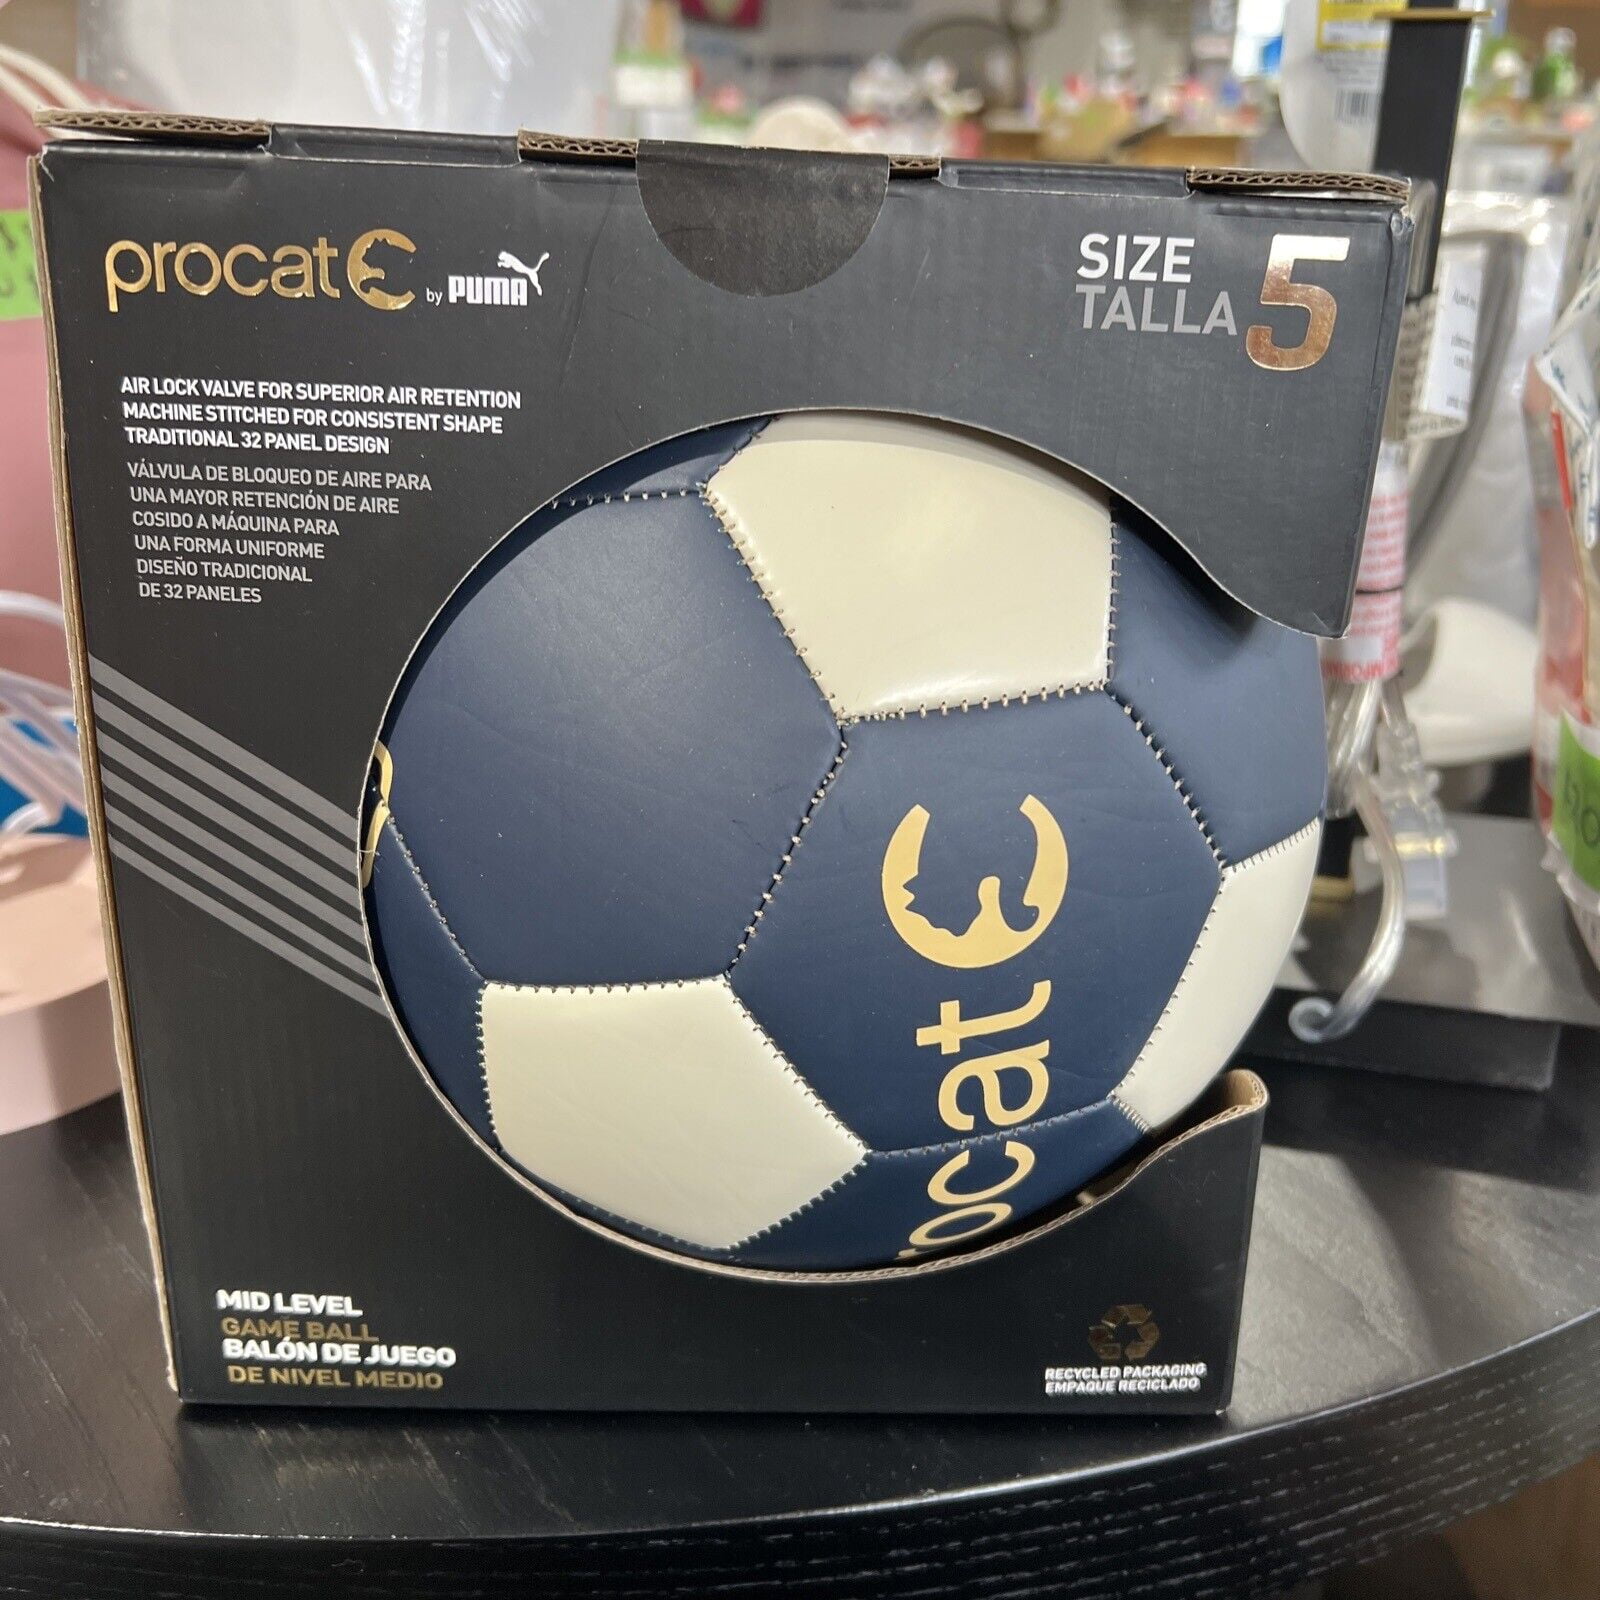 procat
by PUMA
SIZE
TALLA
5
AIR LOCK VALVE FOR SUPERIOR AIR RETENTION
MACHINE STITCHED FOR CONSISTENT SHAPE
TRADITIONAL 32 PANEL DESIGN
VÁLVULA DE BLOQUEO DE AIRE PARA
UNA MAYOR RETENCIÓN DE AIRE
COSIDO A MÁQUINA PARA
UNA FORMA UNIFORME
DISEÑO TRADICIONAL
DE 32 PANELES
rocat
MID LEVEL
GAME BALL
BALÓN DE JUEGO
DE NIVEL MEDIO
RECYCLED PACKAGING
EMPAQUE RECICLADO